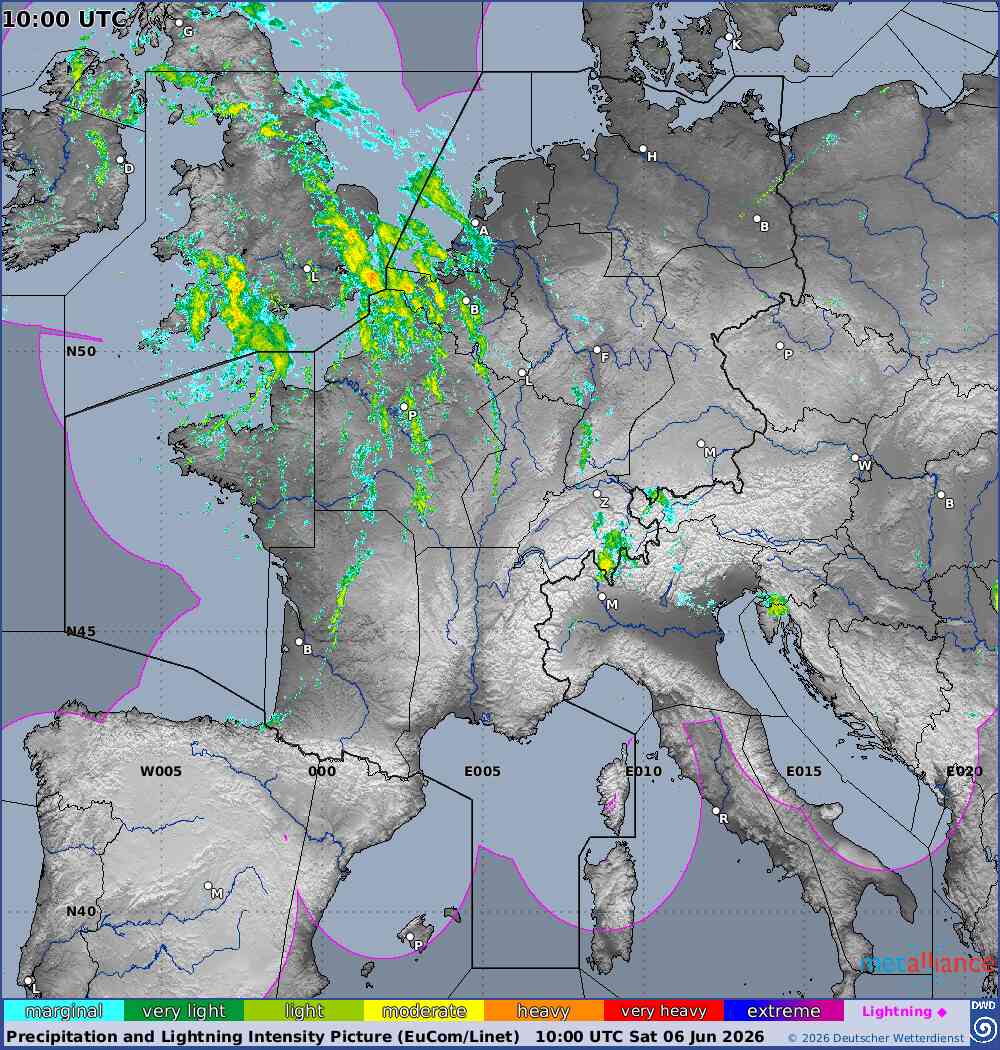 10:00 UTC
G
K
D
H
A
B
L
B
N50
F
P
L
P
M
W
Z
B
M
N45
B
W005
000
E005
E010
E015
E020
R
M
N40
P
L
metalliance
marginal very light light moderate heavy very heavy extreme Lightning ◆
DWD
Precipitation and Lightning Intensity Picture (EuCom/Linet) 10:00 UTC Sat 06 Jun 2026 © 2026 Deutscher Wetterdienst